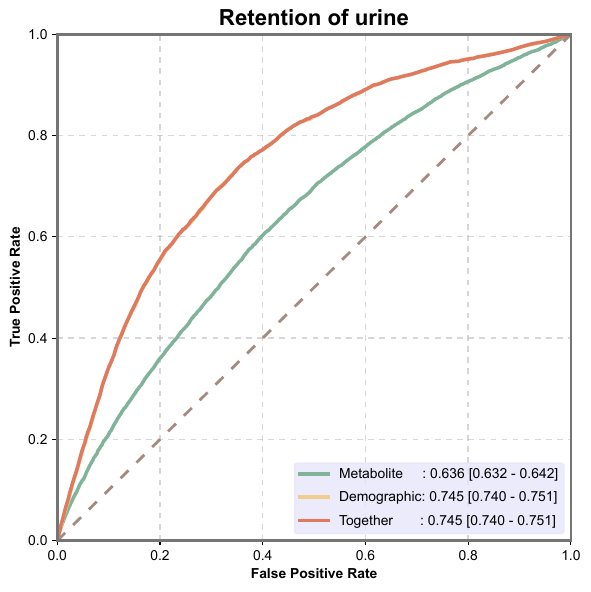 Retention of urine
True Positive Rate
1.0
0.8
0.6
0.4
0.2
0.0
Metabolite : 0.636 [0.632 - 0.642]
Demographic: 0.745 [0.740 - 0.751]
Together : 0.745 [0.740 - 0.751]
0.0 0.2 0.4 0.6 0.8 1.0
False Positive Rate